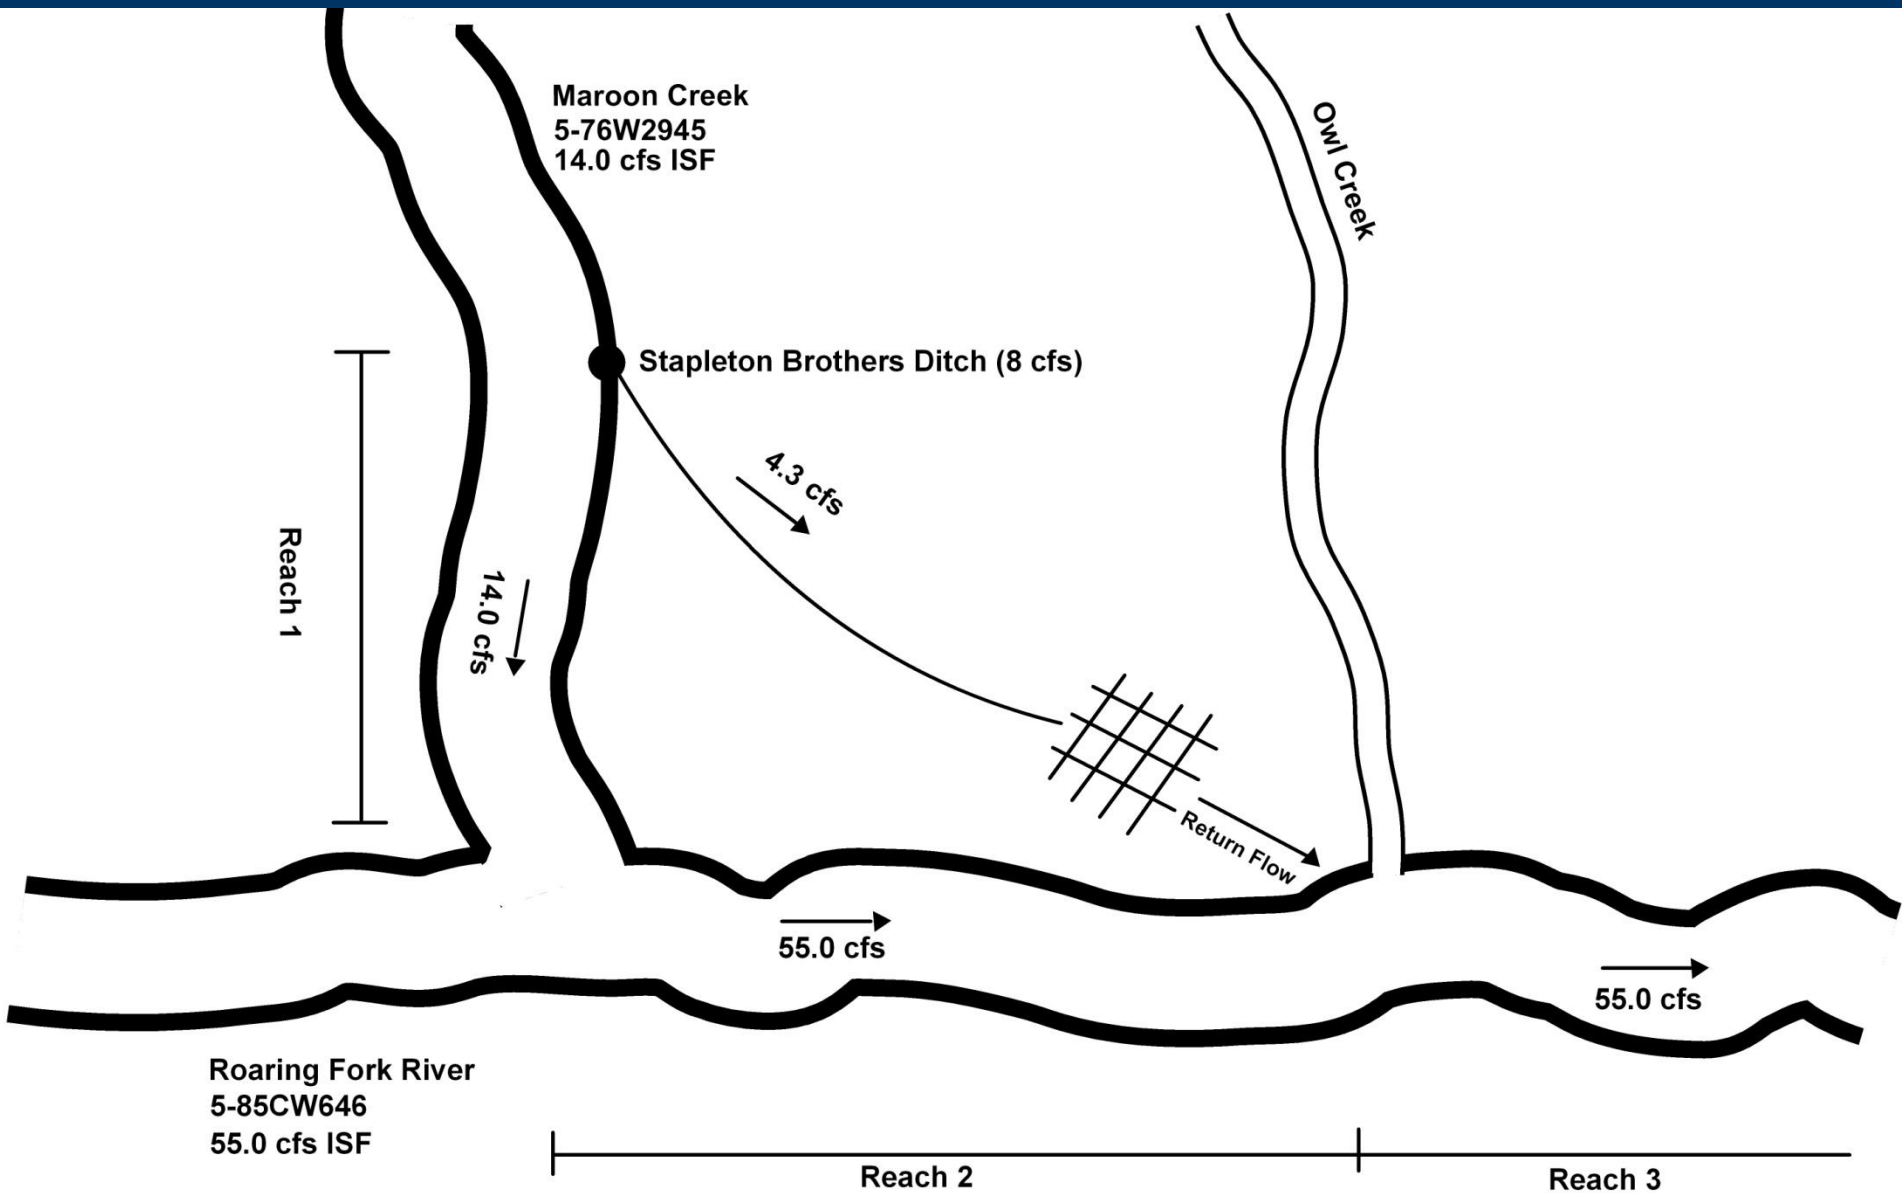 Maroon Creek
5-76W2945
14.0 cfs ISF
Owl Creek
Stapleton Brothers Ditch (8 cfs)
4.3 cfs
Reach 1
14.0 cfs
Return Flow
55.0 cfs
55.0 cfs
Roaring Fork River
5-85CW646
55.0 cfs ISF
Reach 2
Reach 3